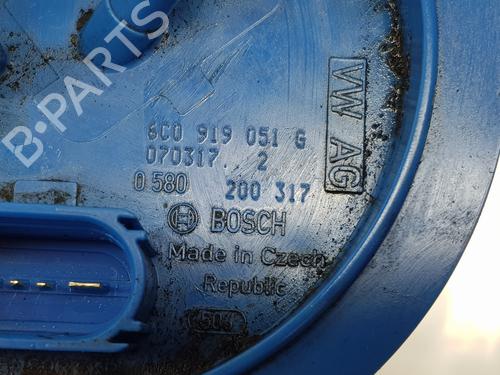 6C0 919 051 G
070317 2
0 580 200 317
BOSCH
Made in Czech
Republic
VW AG
B-PARTS